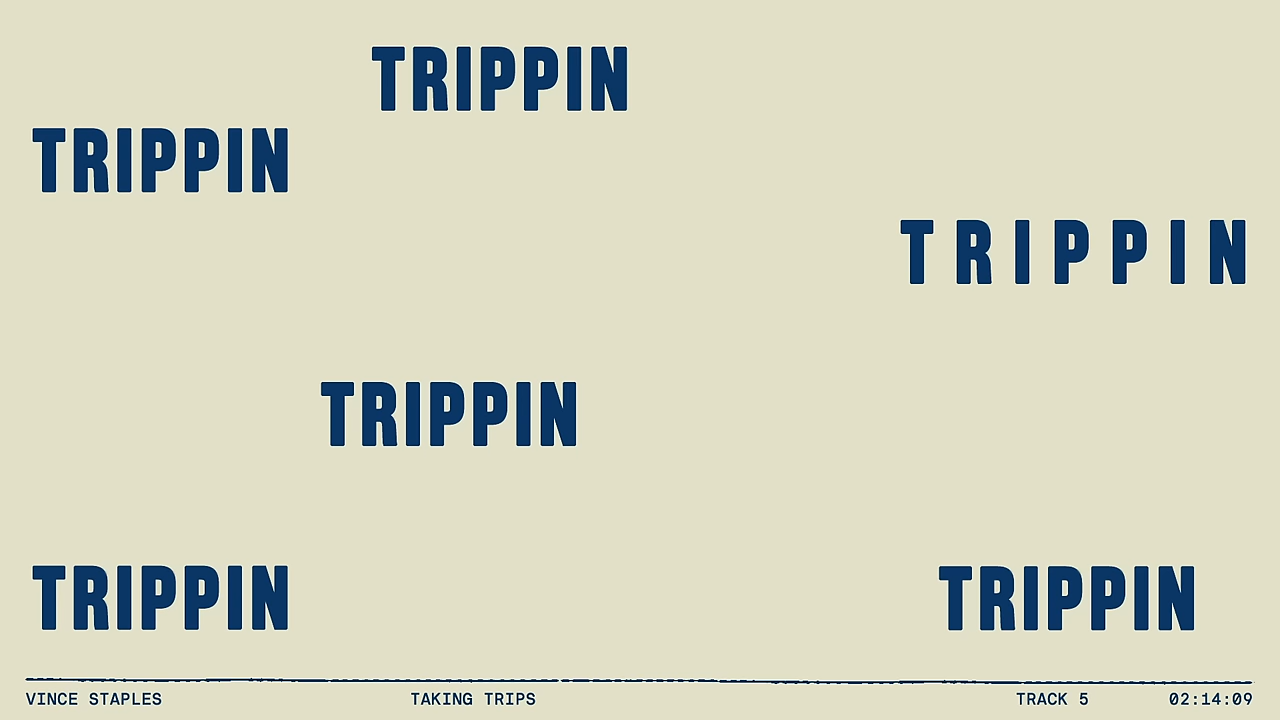 TRIPPIN
TRIPPIN
T R I P P I N
TRIPPIN
TRIPPIN
TRIPPIN
VINCE STAPLES
TAKING TRIPS
TRACK 5
02:14:09